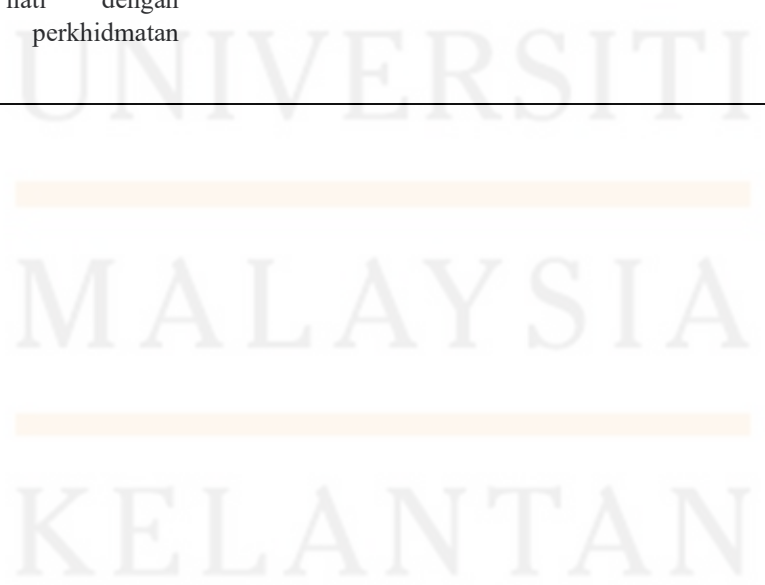 hati dengan
perkhidmatan
UNIVERSITI
MALAYSIA
KELANTAN